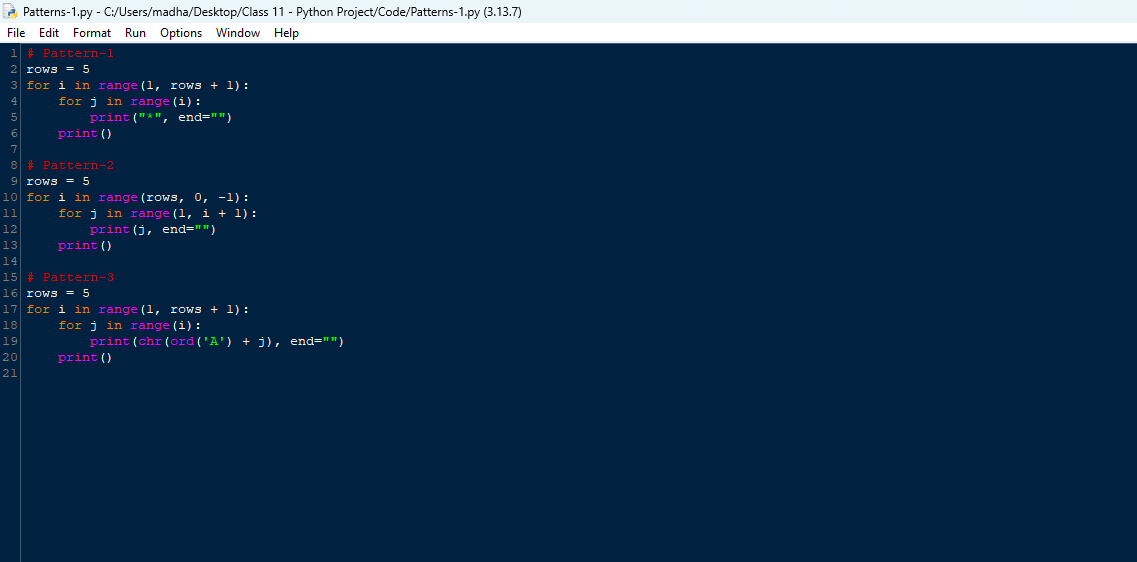 Patterns-1.py - C:/Users/madha/Desktop/Class 11 - Python Project/Code/Patterns-1.py (3.13.7)
File Edit Format Run Options Window Help
1 # Pattern-1
2 rows = 5
3 for i in range(1, rows + 1):
4     for j in range(i):
5         print("*", end="")
6     print()
7
8 # Pattern-2
9 rows = 5
10 for i in range(rows, 0, -1):
11     for j in range(1, i + 1):
12         print(j, end="")
13     print()
14
15 # Pattern-3
16 rows = 5
17 for i in range(1, rows + 1):
18     for j in range(i):
19         print(chr(ord('A') + j), end="")
20     print()
21